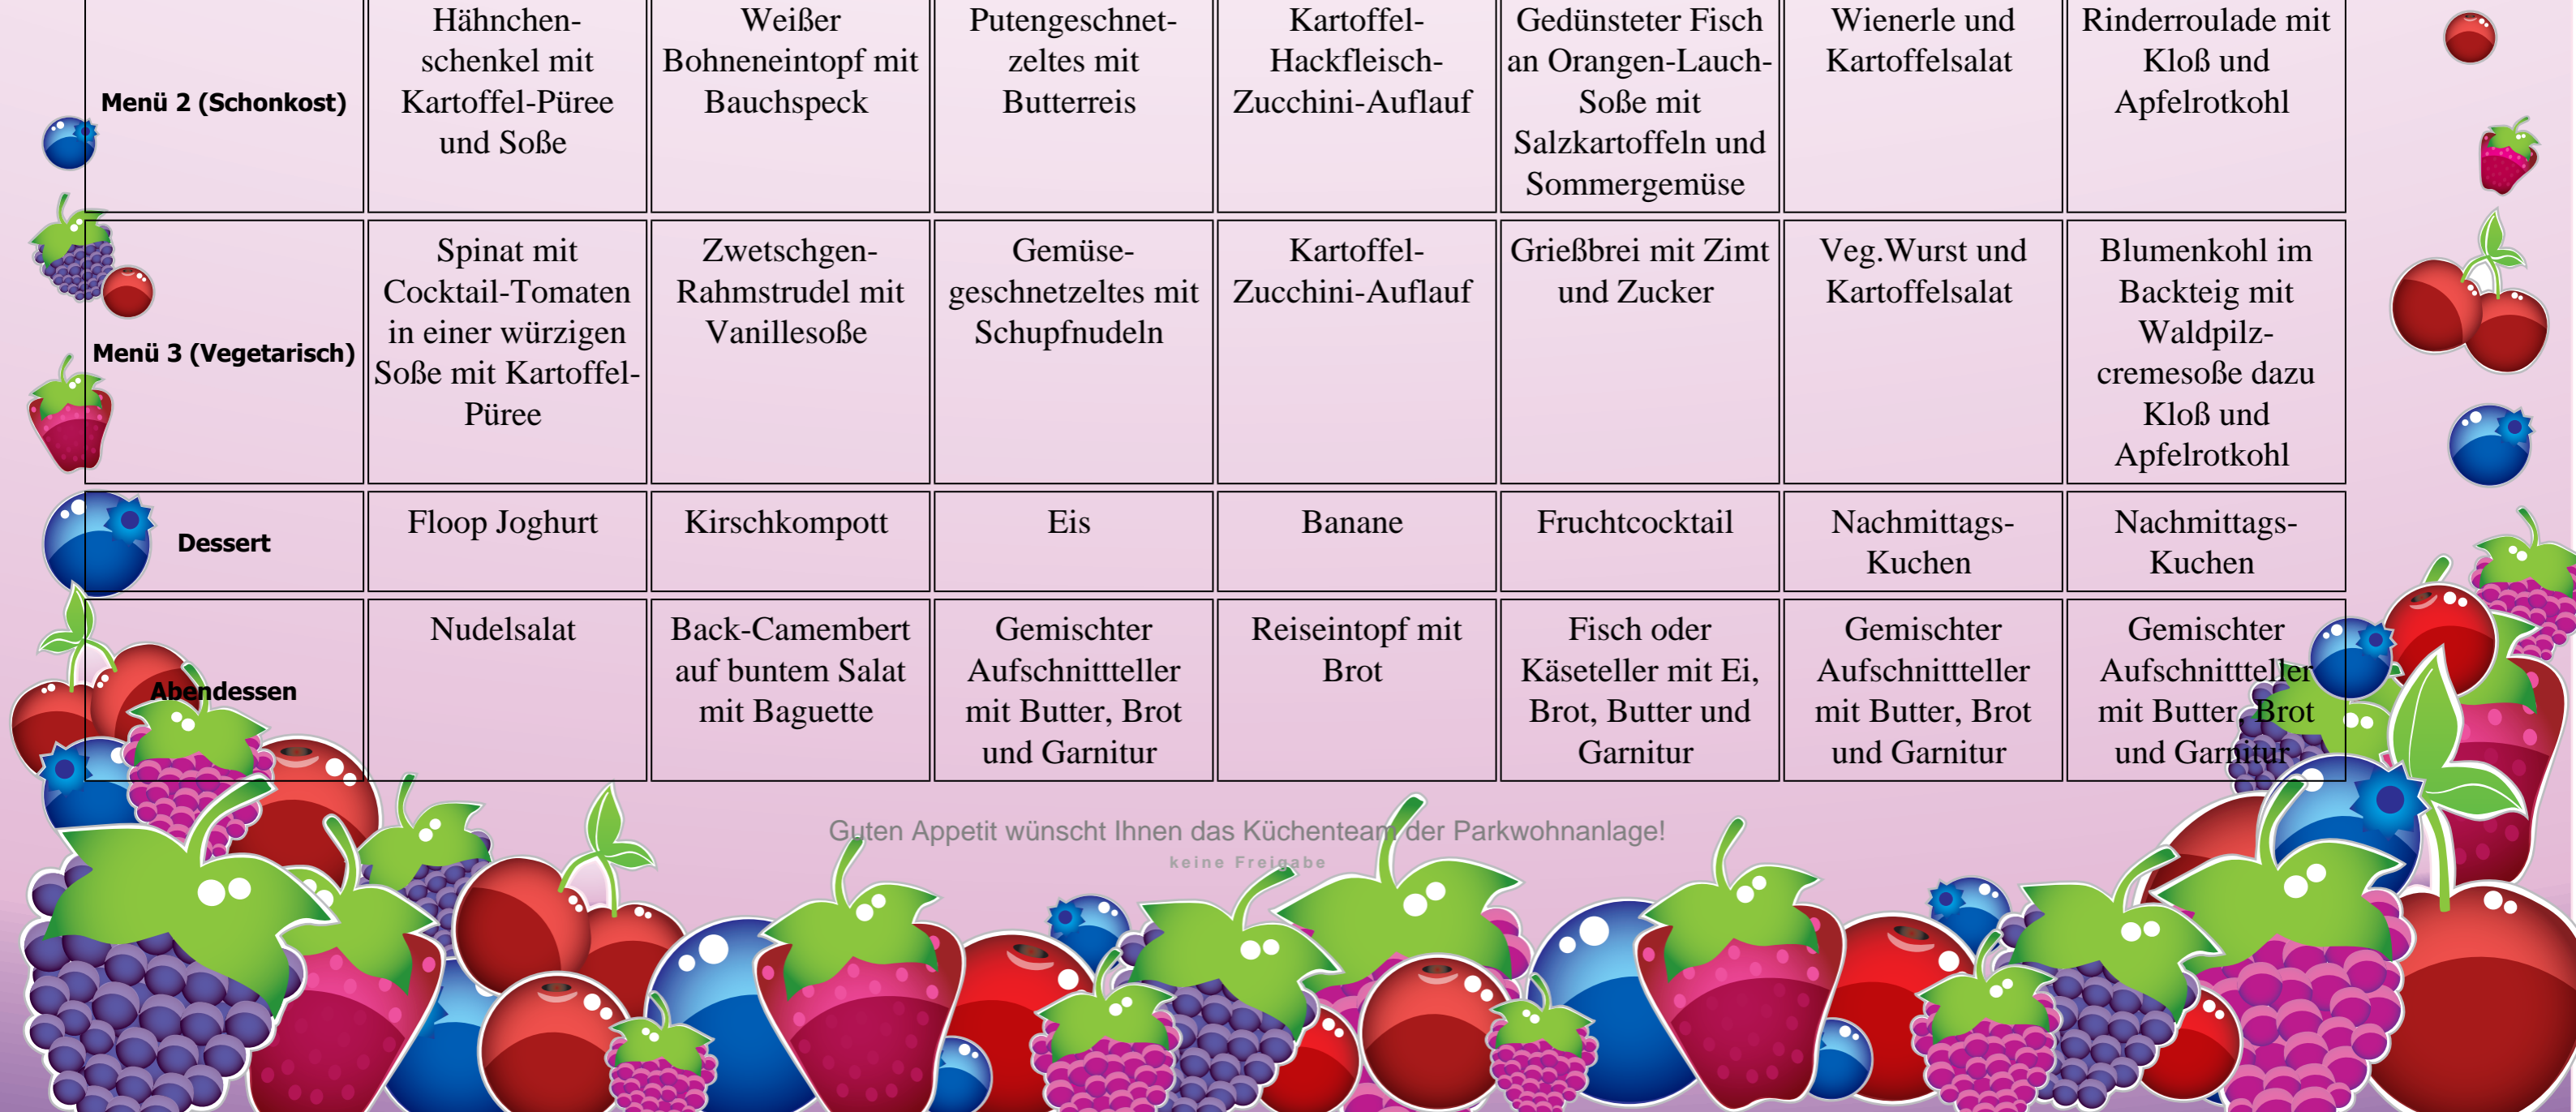 Menü 2 (Schonkost)
Hähnchen-
schenkel mit
Kartoffel-Püree
und Soße
Weißer
Bohneneintopf mit
Bauchspeck
Putengeschnet-
zeltes mit
Butterreis
Kartoffel-
Hackfleisch-
Zucchini-Auflauf
Gedünsteter Fisch
an Orangen-Lauch-
Soße mit
Salzkartoffeln und
Sommergemüse
Wienerle und
Kartoffelsalat
Rinderroulade mit
Kloß und
Apfelrotkohl
Menü 3 (Vegetarisch)
Spinat mit
Cocktail-Tomaten
in einer würzigen
Soße mit Kartoffel-
Püree
Zwetschgen-
Rahmstrudel mit
Vanillesoße
Gemüse-
geschnetzeltes mit
Schupfnudeln
Kartoffel-
Zucchini-Auflauf
Grießbrei mit Zimt
und Zucker
Veg.Wurst und
Kartoffelsalat
Blumenkohl im
Backteig mit
Waldpilz-
cremesoße dazu
Kloß und
Apfelrotkohl
Dessert
Floop Joghurt
Kirschkompott
Eis
Banane
Fruchtcocktail
Nachmittags-
Kuchen
Nachmittags-
Kuchen
Abendessen
Nudelsalat
Back-Camembert
auf buntem Salat
mit Baguette
Gemischter
Aufschnittteller
mit Butter, Brot
und Garnitur
Reiseintopf mit
Brot
Fisch oder
Käseteller mit Ei,
Brot, Butter und
Garnitur
Gemischter
Aufschnittteller
mit Butter, Brot
und Garnitur
Gemischter
Aufschnittteller
mit Butter, Brot
und Garnitur
Guten Appetit wünscht Ihnen das Küchenteam der Parkwohnanlage!
keine Freigabe